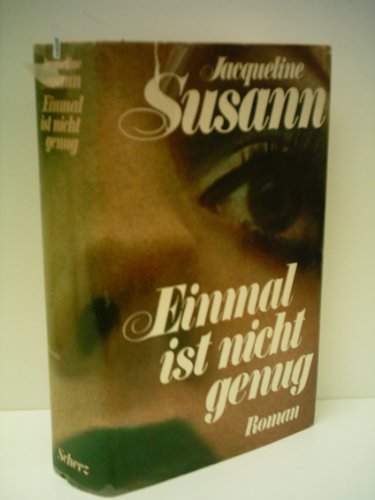 Jacqueline
Susann
Einmal
ist nicht
genug
Roman
Jacqueline
Susann
Einmal
ist nicht
genug
Scherz